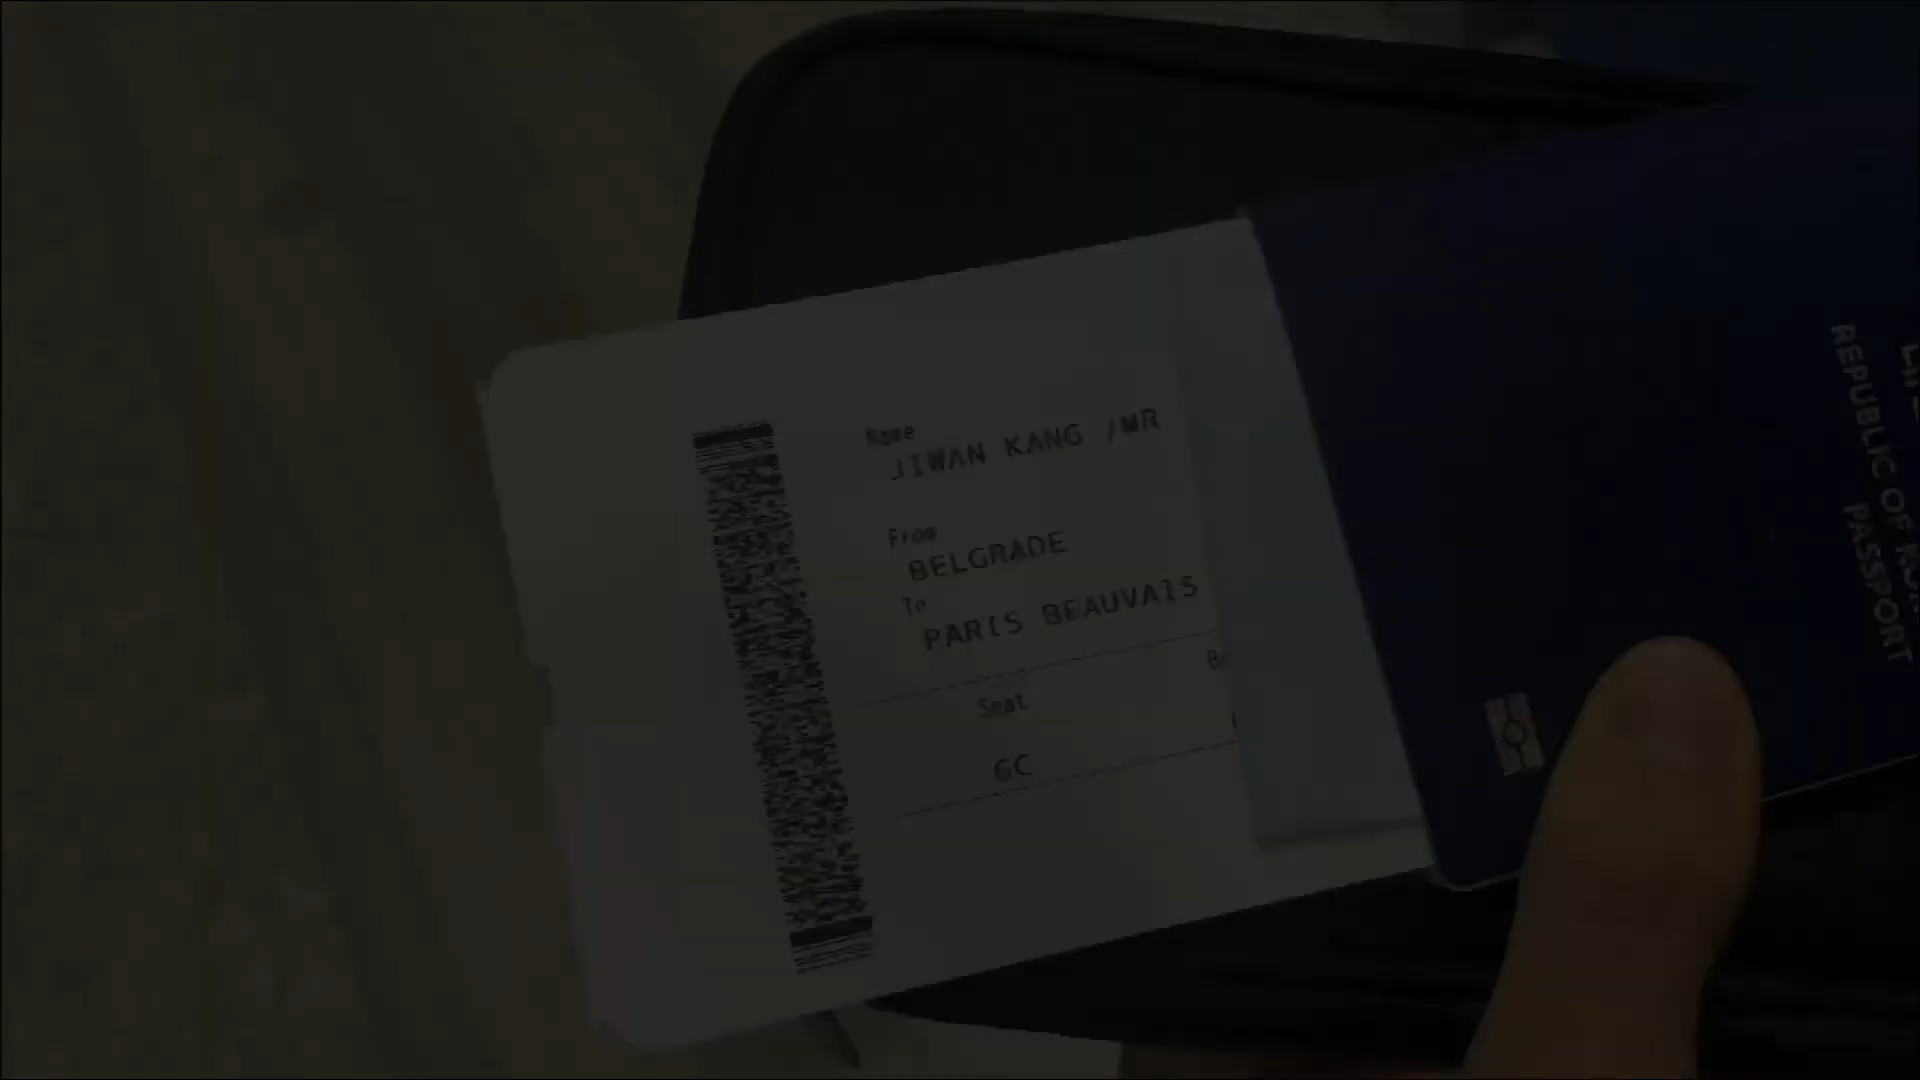 Name
JIWAN KANG /MR
From
BELGRADE
To
PARIS BEAUVAIS
Seat
6C
REPUBLIC OF
PASSPORT